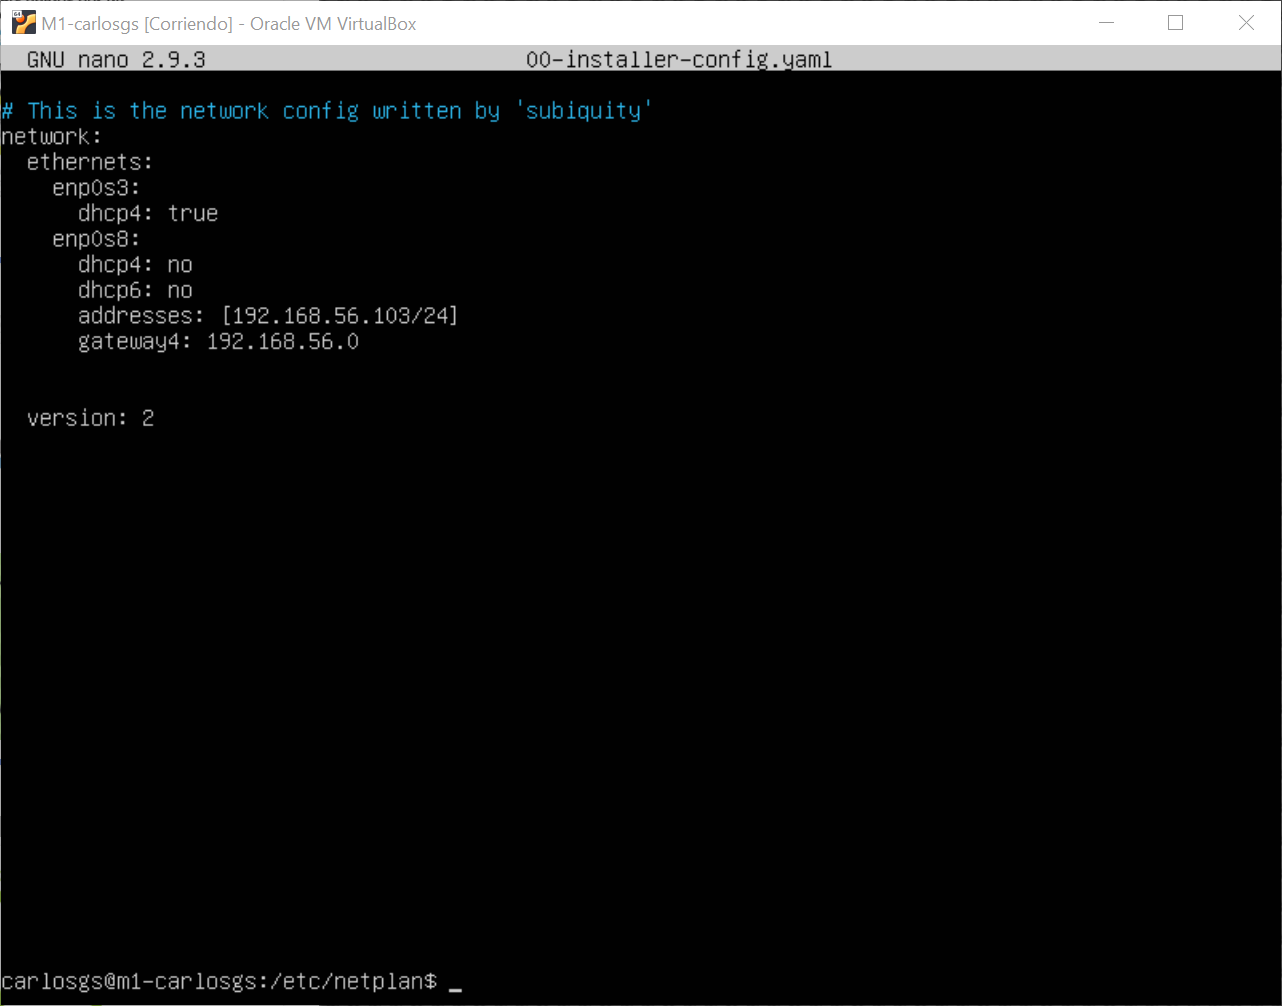 M1-carlosgs [Corriendo] - Oracle VM VirtualBox
GNU nano 2.9.3 00-installer-config.yaml
# This is the network config written by 'subiquity'
network:
  ethernets:
    enp0s3:
      dhcp4: true
    enp0s8:
      dhcp4: no
      dhcp6: no
      addresses: [192.168.56.103/24]
      gateway4: 192.168.56.0
  version: 2
carlosgs@m1-carlosgs:/etc/netplan$ _